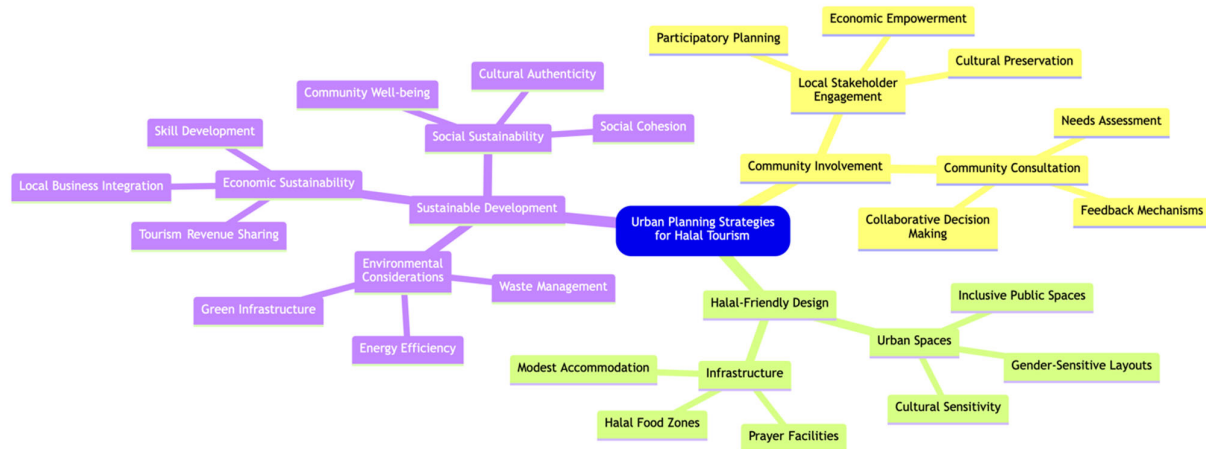 Economic Empowerment
Participatory Planning
Cultural Preservation
Local Stakeholder
Engagement
Cultural Authenticity
Community Well-being
Social Cohesion
Social Sustainability
Skill Development
Local Business Integration
Economic Sustainability
Tourism Revenue Sharing
Sustainable Development
Environmental
Considerations
Waste Management
Green Infrastructure
Energy Efficiency
Urban Planning Strategies
for Halal Tourism
Community Involvement
Needs Assessment
Community Consultation
Collaborative Decision
Making
Feedback Mechanisms
Halal-Friendly Design
Inclusive Public Spaces
Urban Spaces
Gender-Sensitive Layouts
Cultural Sensitivity
Infrastructure
Modest Accommodation
Halal Food Zones
Prayer Facilities